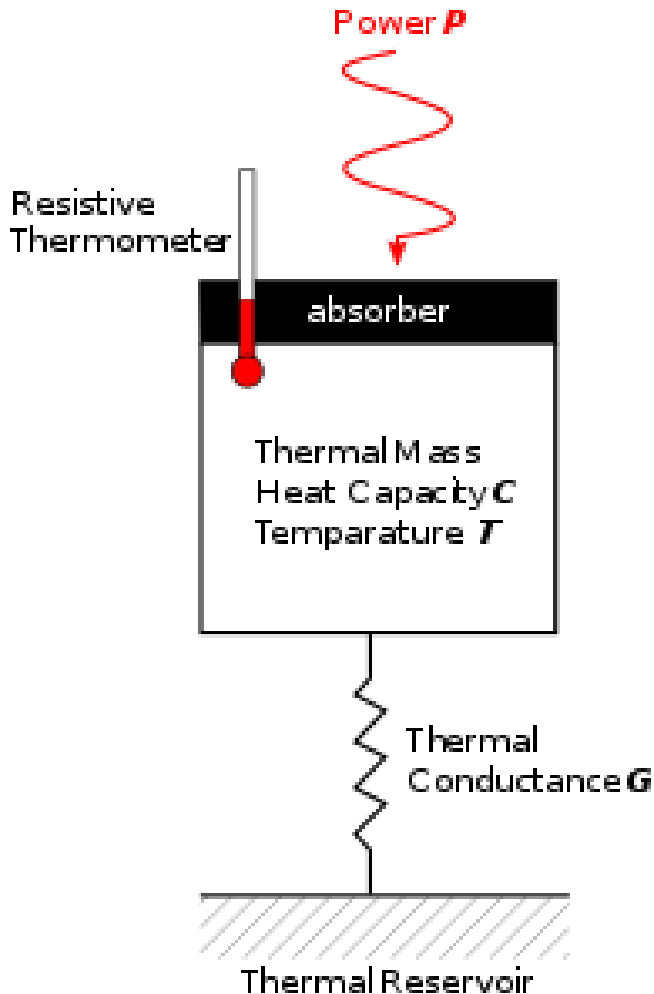 Power P
Resistive
Thermometer
absorber
Thermal Mass
Heat Capacity C
Temparature T
Thermal
Conductance G
Thermal Reservoir